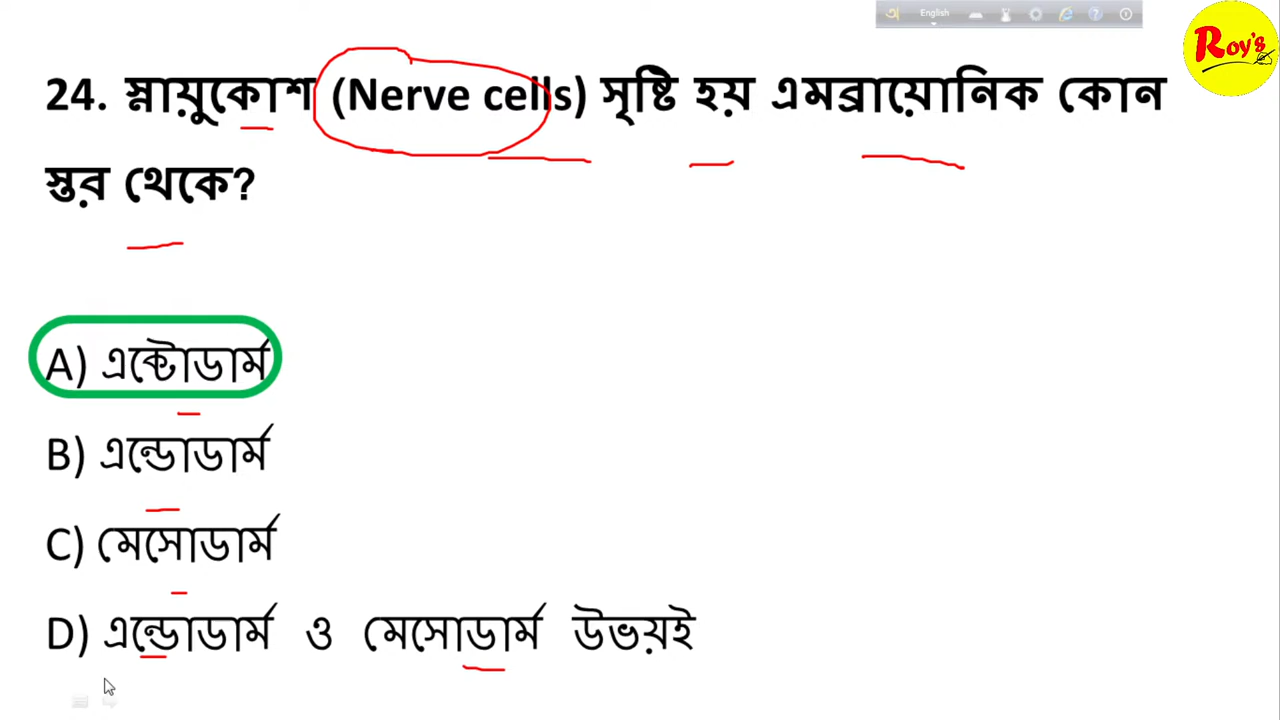 English
Roy's
24. স্নায়ুকোশ (Nerve cells) সৃষ্টি হয় এমব্রায়োনিক কোন
স্তর থেকে?
A) এক্টোডার্ম
B) এন্ডোডার্ম
C) মেসোডার্ম
D) এন্ডোডার্ম ও মেসোডার্ম উভয়ই